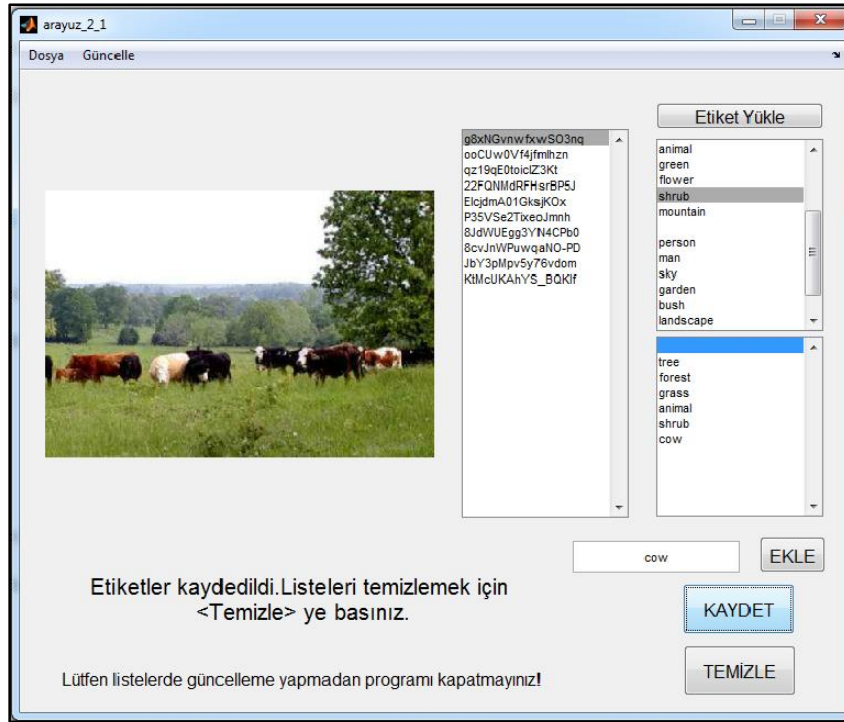 arayuz_2_1
Dosya Güncelle
Etiket Yükle
g8xNGvnwfxwSO3nq
ooCUw0Vf4jfmlhzn
qz19qE0toiclZ3Kt
22FQNMdRFHsrBP5J
ElcjdmA01GksjKOx
P35VSe2TixeoJmnh
8JdWUEgg3YN4CPb0
8cvJnWPuwqaNO-PD
JbY3pMpv5y76vdom
KtMcUKAhYS_BQKlf
animal
green
flower
shrub
mountain
person
man
sky
garden
bush
landscape
tree
forest
grass
animal
shrub
cow
cow
EKLE
Etiketler kaydedildi.Listeleri temizlemek için
<Temizle> ye basınız.
KAYDET
Lütfen listelerde güncelleme yapmadan programı kapatmayınız!
TEMİZLE